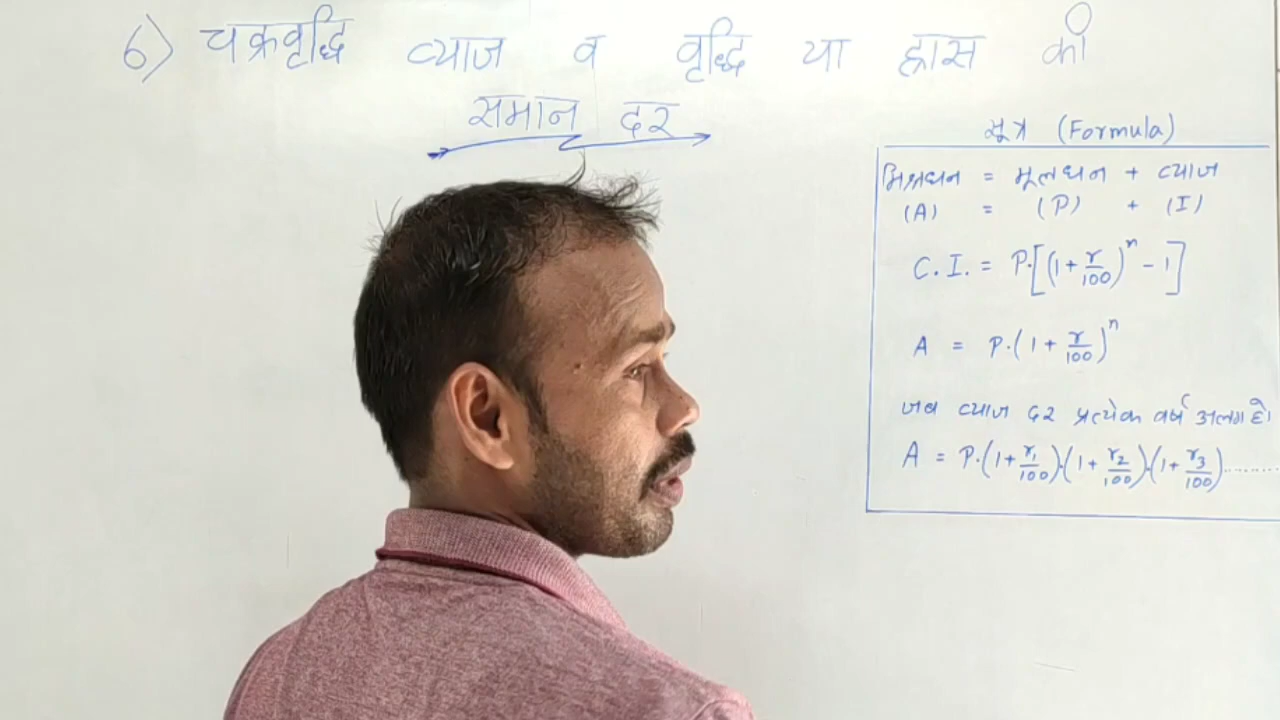 6) चक्रवृद्धि ब्याज व वृद्धि या ह्रास की
समान दर
सूत्र (Formula)
मिश्रधन = मूलधन + ब्याज
(A) = (P) + (I)
C.I. = P.[(1+r/100)^n - 1]
A = P.(1+r/100)^n
जब ब्याज दर प्रत्येक वर्ष अलग हो
A = P.(1+r₁/100).(1+r₂/100).(1+r₃/100)..........